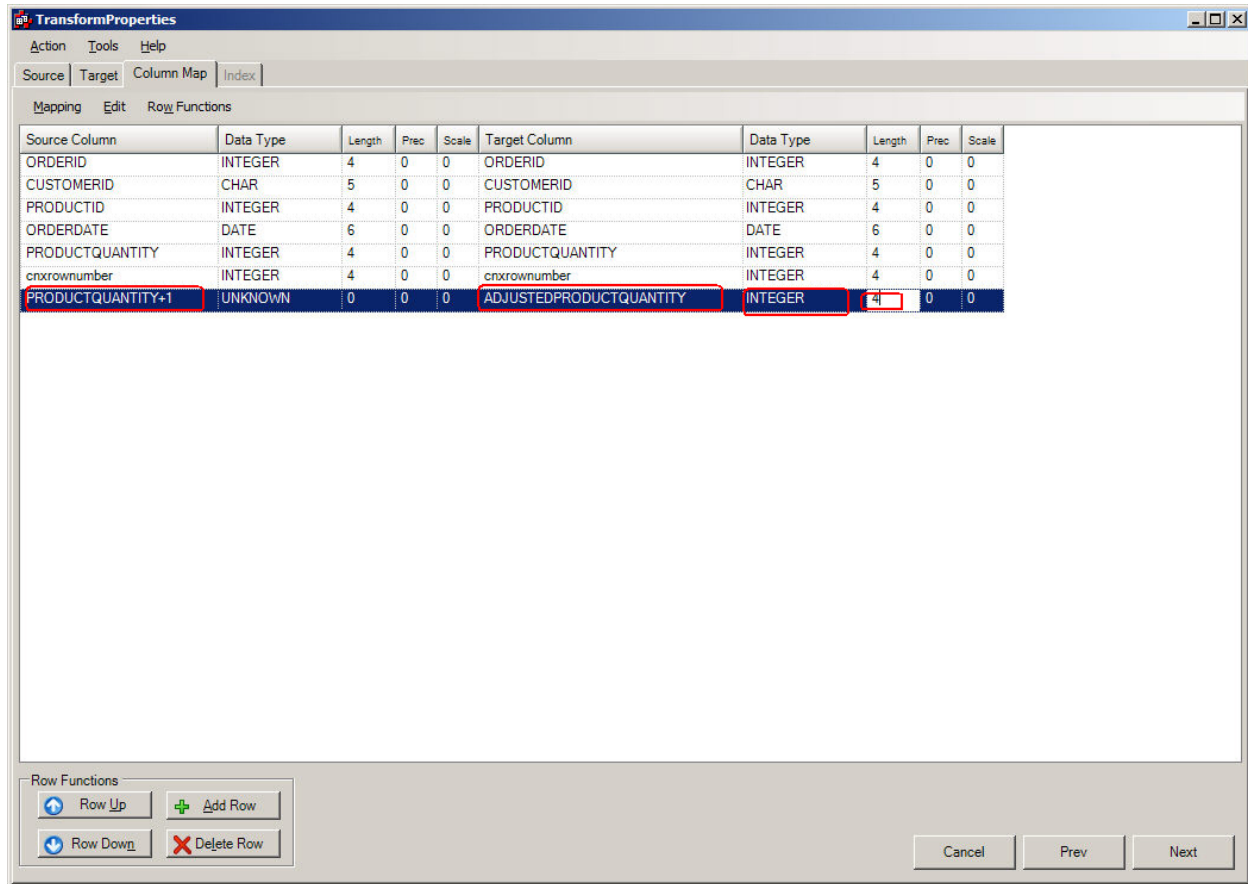 TransformProperties
Action Tools Help
Source Target Column Map Index
Mapping Edit Row Functions
Source Column Data Type Length Prec Scale Target Column Data Type Length Prec Scale
ORDERID INTEGER 4 0 0 ORDERID INTEGER 4 0 0
CUSTOMERID CHAR 5 0 0 CUSTOMERID CHAR 5 0 0
PRODUCTID INTEGER 4 0 0 PRODUCTID INTEGER 4 0 0
ORDERDATE DATE 6 0 0 ORDERDATE DATE 6 0 0
PRODUCTQUANTITY INTEGER 4 0 0 PRODUCTQUANTITY INTEGER 4 0 0
cnxrownumber INTEGER 4 0 0 cnxrownumber INTEGER 4 0 0
PRODUCTQUANTITY+1 UNKNOWN 0 0 0 ADJUSTEDPRODUCTQUANTITY INTEGER 4 0 0
Row Functions
Row Up Add Row
Row Down Delete Row
Cancel Prev Next